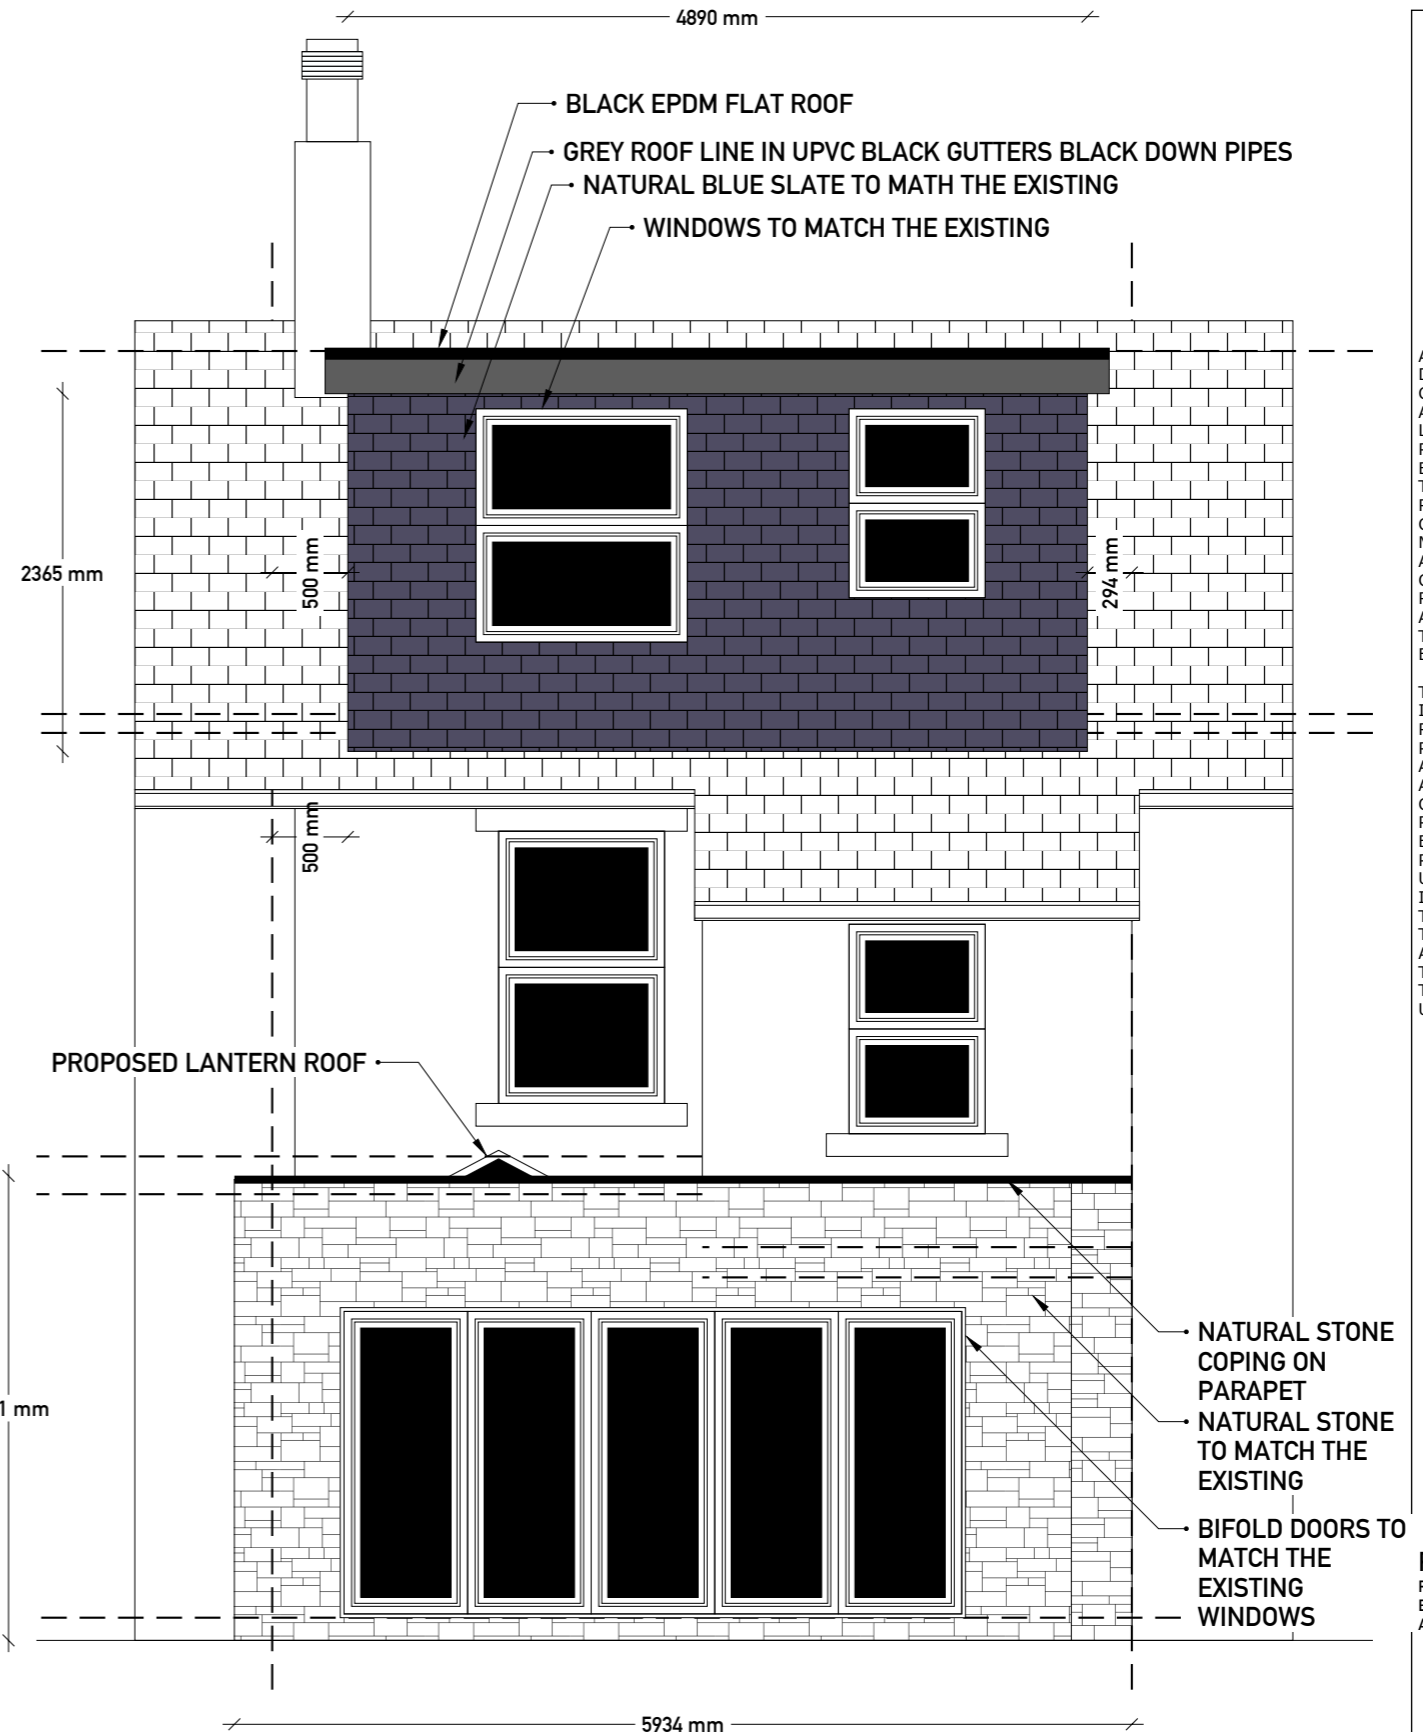 4890 mm
BLACK EPDM FLAT ROOF
GREY ROOF LINE IN UPVC BLACK GUTTERS BLACK DOWN PIPES
NATURAL BLUE SLATE TO MATH THE EXISTING
WINDOWS TO MATCH THE EXISTING
2365 mm
500 mm
294 mm
500 mm
PROPOSED LANTERN ROOF
1 mm
NATURAL STONE
COPING ON
PARAPET
NATURAL STONE
TO MATCH THE
EXISTING
BIFOLD DOORS TO
MATCH THE
EXISTING
WINDOWS
5934 mm